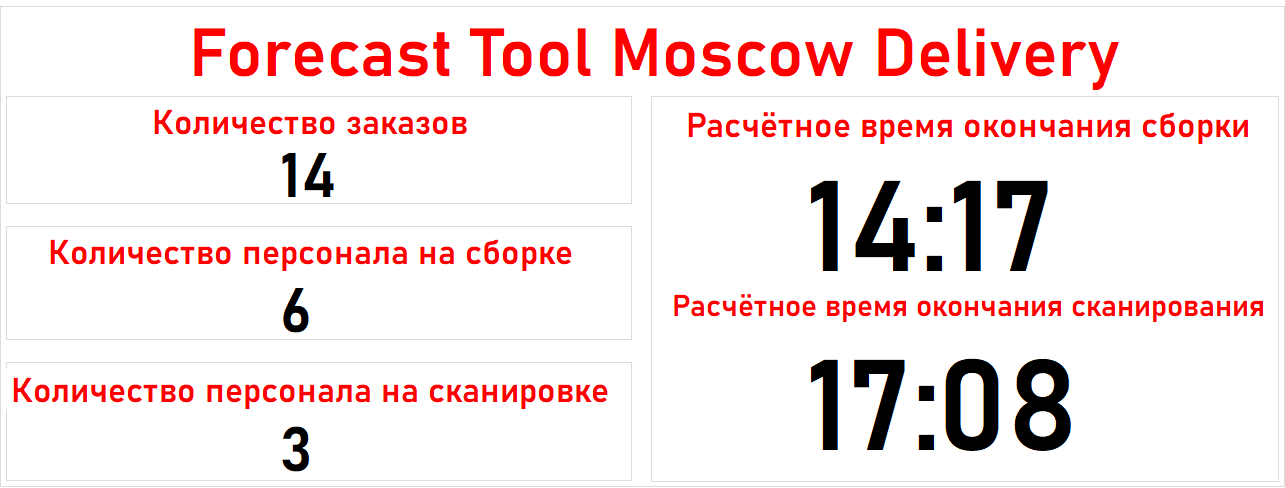 Forecast Tool Moscow Delivery
Количество заказов
14
Количество персонала на сборке
6
Количество персонала на сканировке
3
Расчётное время окончания сборки
14:17
Расчётное время окончания сканирования
17:08